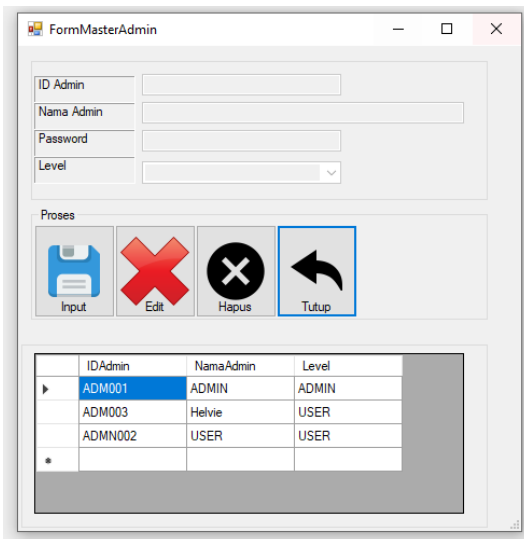 FormMasterAdmin
ID Admin
Nama Admin
Password
Level
Proses
Input Edit Hapus Tutup
IDAdmin NamaAdmin Level
ADM001 ADMIN ADMIN
ADM003 Helvie USER
ADMN002 USER USER